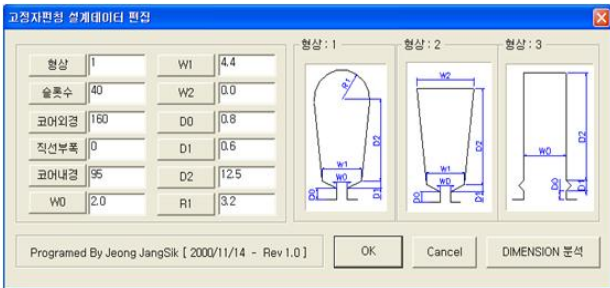 고정자펀칭 설계데이터 편집
형상 1 W1 4.4
슬롯수 40 W2 0.0
코어외경 160 D0 0.8
직선부폭 0 D1 0.6
코어내경 95 D2 12.5
W0 2.0 R1 3.2
형상 : 1
R1
D2
W1
W0
D0
D1
형상 : 2
W2
D2
W1
W0
D0
D1
형상 : 3
W0
D2
D0
D1
Programed By Jeong JangSik [ 2000/11/14 - Rev 1.0 ]
OK
Cancel
DIMENSION 분석